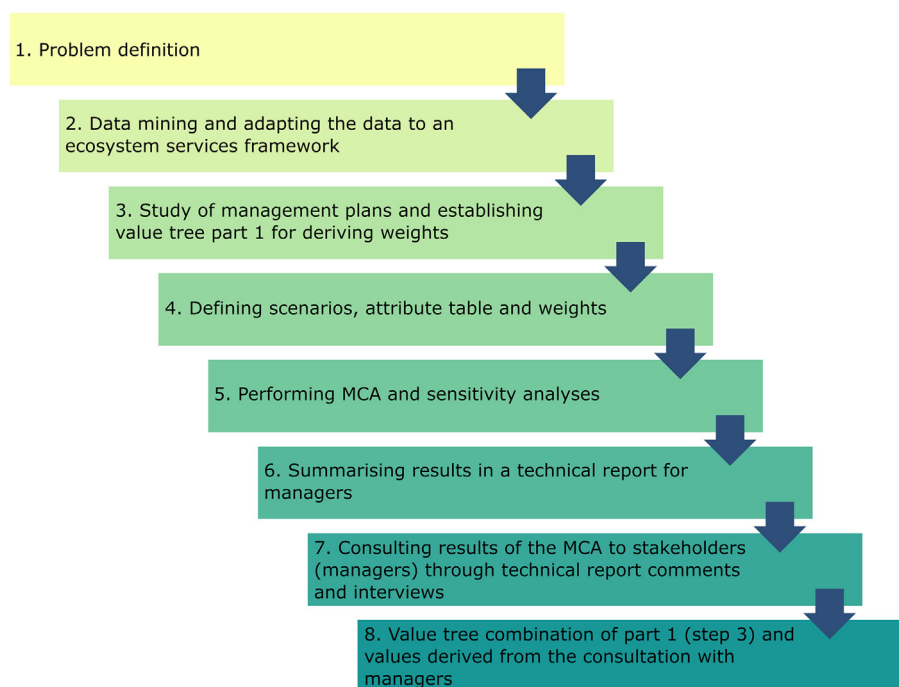 1. Problem definition
2. Data mining and adapting the data to an
ecosystem services framework
3. Study of management plans and establishing
value tree part 1 for deriving weights
4. Defining scenarios, attribute table and weights
5. Performing MCA and sensitivity analyses
6. Summarising results in a technical report for
managers
7. Consulting results of the MCA to stakeholders
(managers) through technical report comments
and interviews
8. Value tree combination of part 1 (step 3) and
values derived from the consultation with
managers